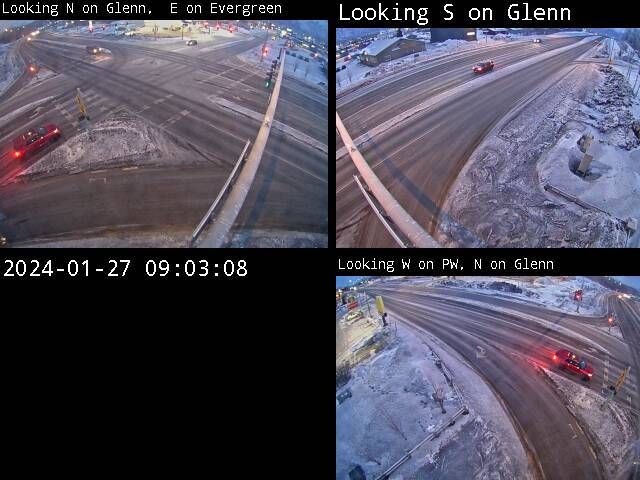 Looking N on Glenn,  E on Evergreen
Looking S on Glenn
2024-01-27 09:03:08
Looking W on PW, N on Glenn